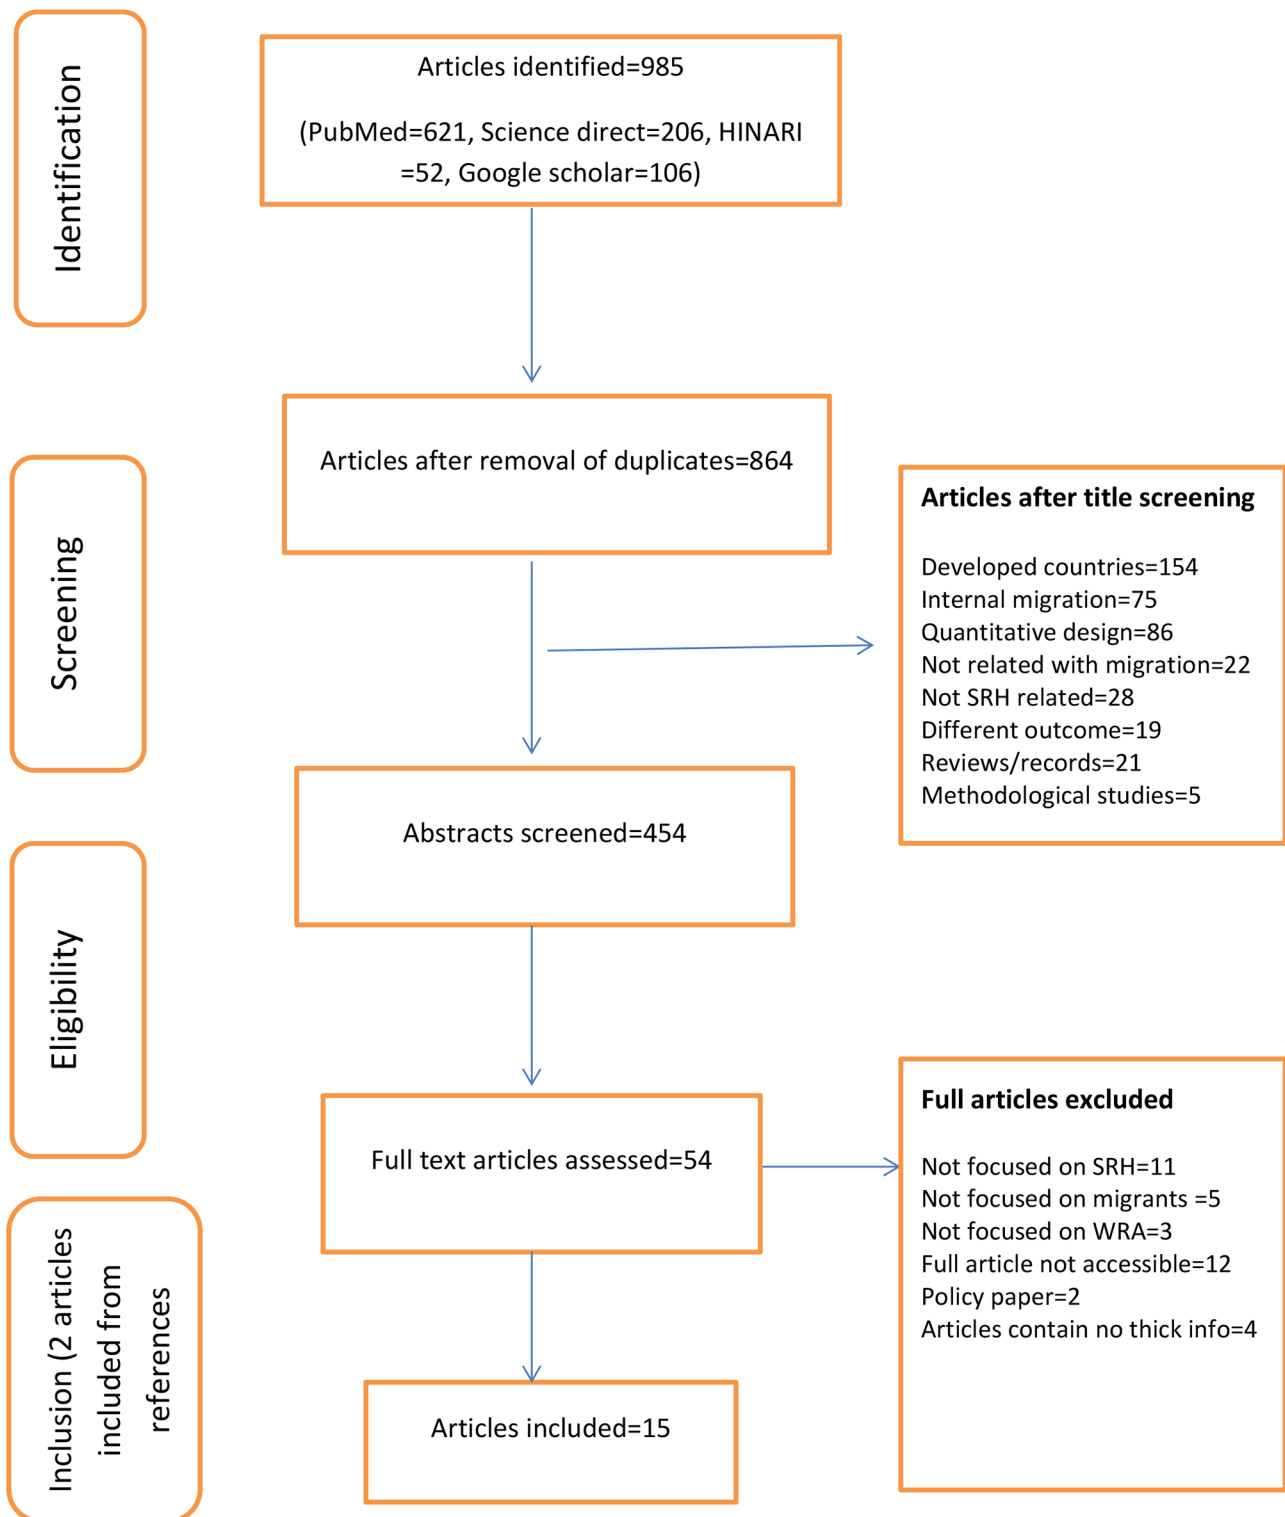 Identification
Articles identified=985
(PubMed=621, Science direct=206, HINARI
=52, Google scholar=106)
Screening
Articles after removal of duplicates=864
Articles after title screening
Developed countries=154
Internal migration=75
Quantitative design=86
Not related with migration=22
Not SRH related=28
Different outcome=19
Reviews/records=21
Methodological studies=5
Abstracts screened=454
Eligibility
Full text articles assessed=54
Full articles excluded
Not focused on SRH=11
Not focused on migrants =5
Not focused on WRA=3
Full article not accessible=12
Policy paper=2
Articles contain no thick info=4
Inclusion (2 articles
included from
references
Articles included=15